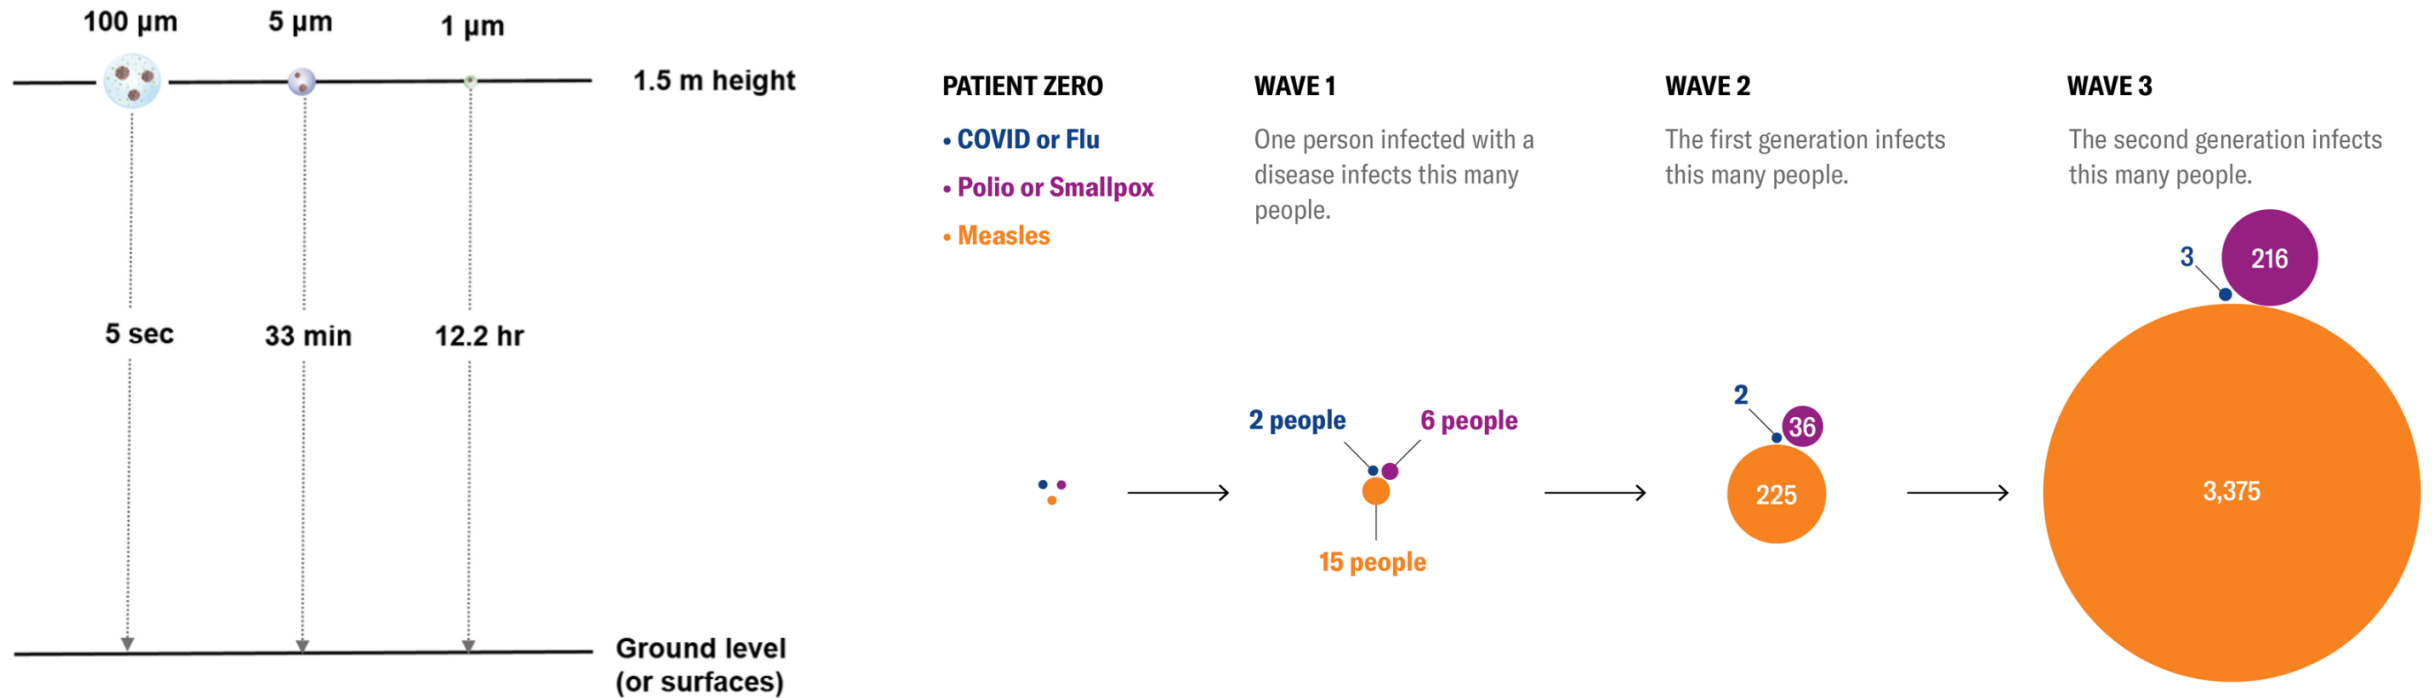 100 µm
5 µm
1 µm
1.5 m height
5 sec
33 min
12.2 hr
Ground level
(or surfaces)
PATIENT ZERO
• COVID or Flu
• Polio or Smallpox
• Measles
WAVE 1
One person infected with a
disease infects this many
people.
2 people
6 people
15 people
WAVE 2
The first generation infects
this many people.
2
36
225
WAVE 3
The second generation infects
this many people.
3
216
3,375